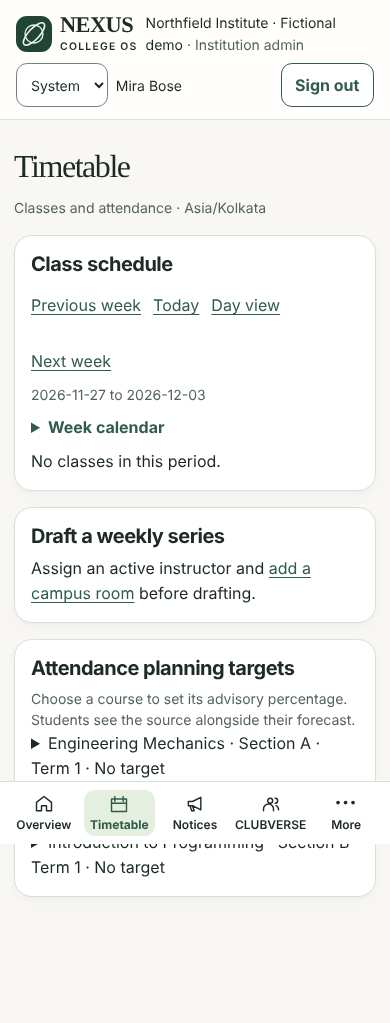 NEXUS
COLLEGE OS
Northfield Institute · Fictional
demo · Institution admin
System
Mira Bose
Sign out
Timetable
Classes and attendance · Asia/Kolkata
Class schedule
Previous week Today Day view
Next week
2026-11-27 to 2026-12-03
Week calendar
No classes in this period.
Draft a weekly series
Assign an active instructor and add a
campus room before drafting.
Attendance planning targets
Choose a course to set its advisory percentage.
Students see the source alongside their forecast.
Engineering Mechanics · Section A ·
Term 1 · No target
Overview Timetable Notices CLUBVERSE More
Introduction to Programming · Section B
Term 1 · No target